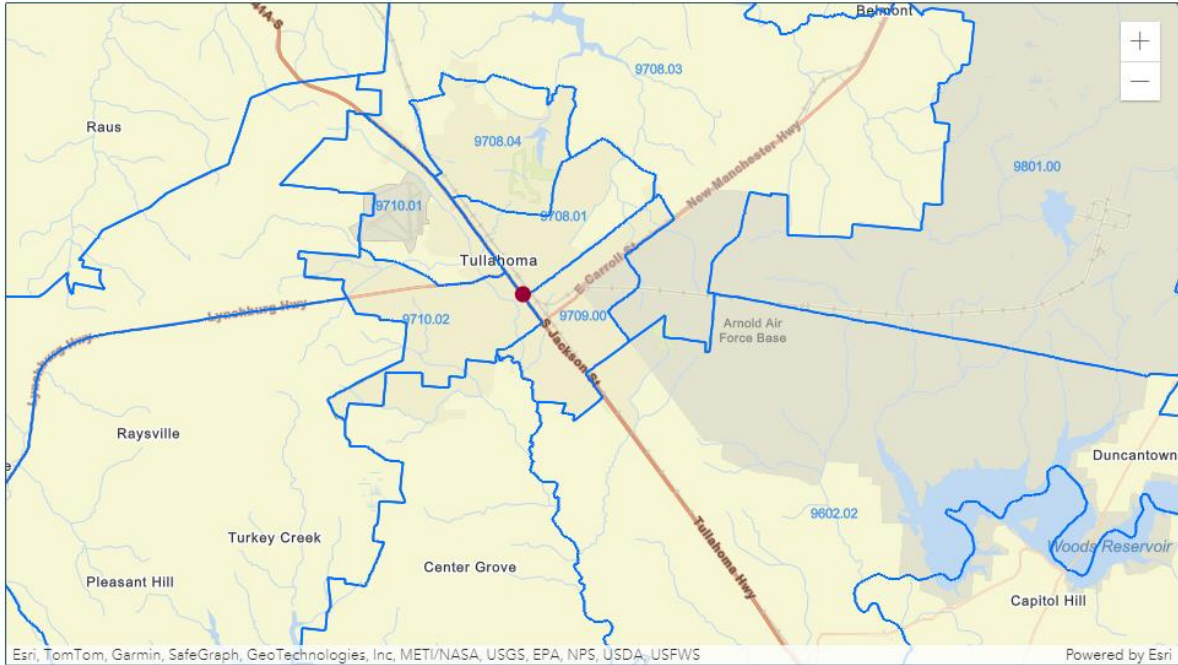 41A S
Belmont
+
−
9708.03
Raus
9708.04
New Manchester Hwy
9801.00
9710.01
9708.01
Tullahoma
E Carroll St
Lynchburg Hwy
9710.02
9709.00
S Jackson St
Arnold Air
Force Base
Lynchburg Hwy
Raysville
Duncantown
e
9602.02
Turkey Creek
Center Grove
Tullahoma Hwy
Woods Reservoir
Pleasant Hill
Capitol Hill
Esri, TomTom, Garmin, SafeGraph, GeoTechnologies, Inc, METI/NASA, USGS, EPA, NPS, USDA, USFWS
Powered by Esri